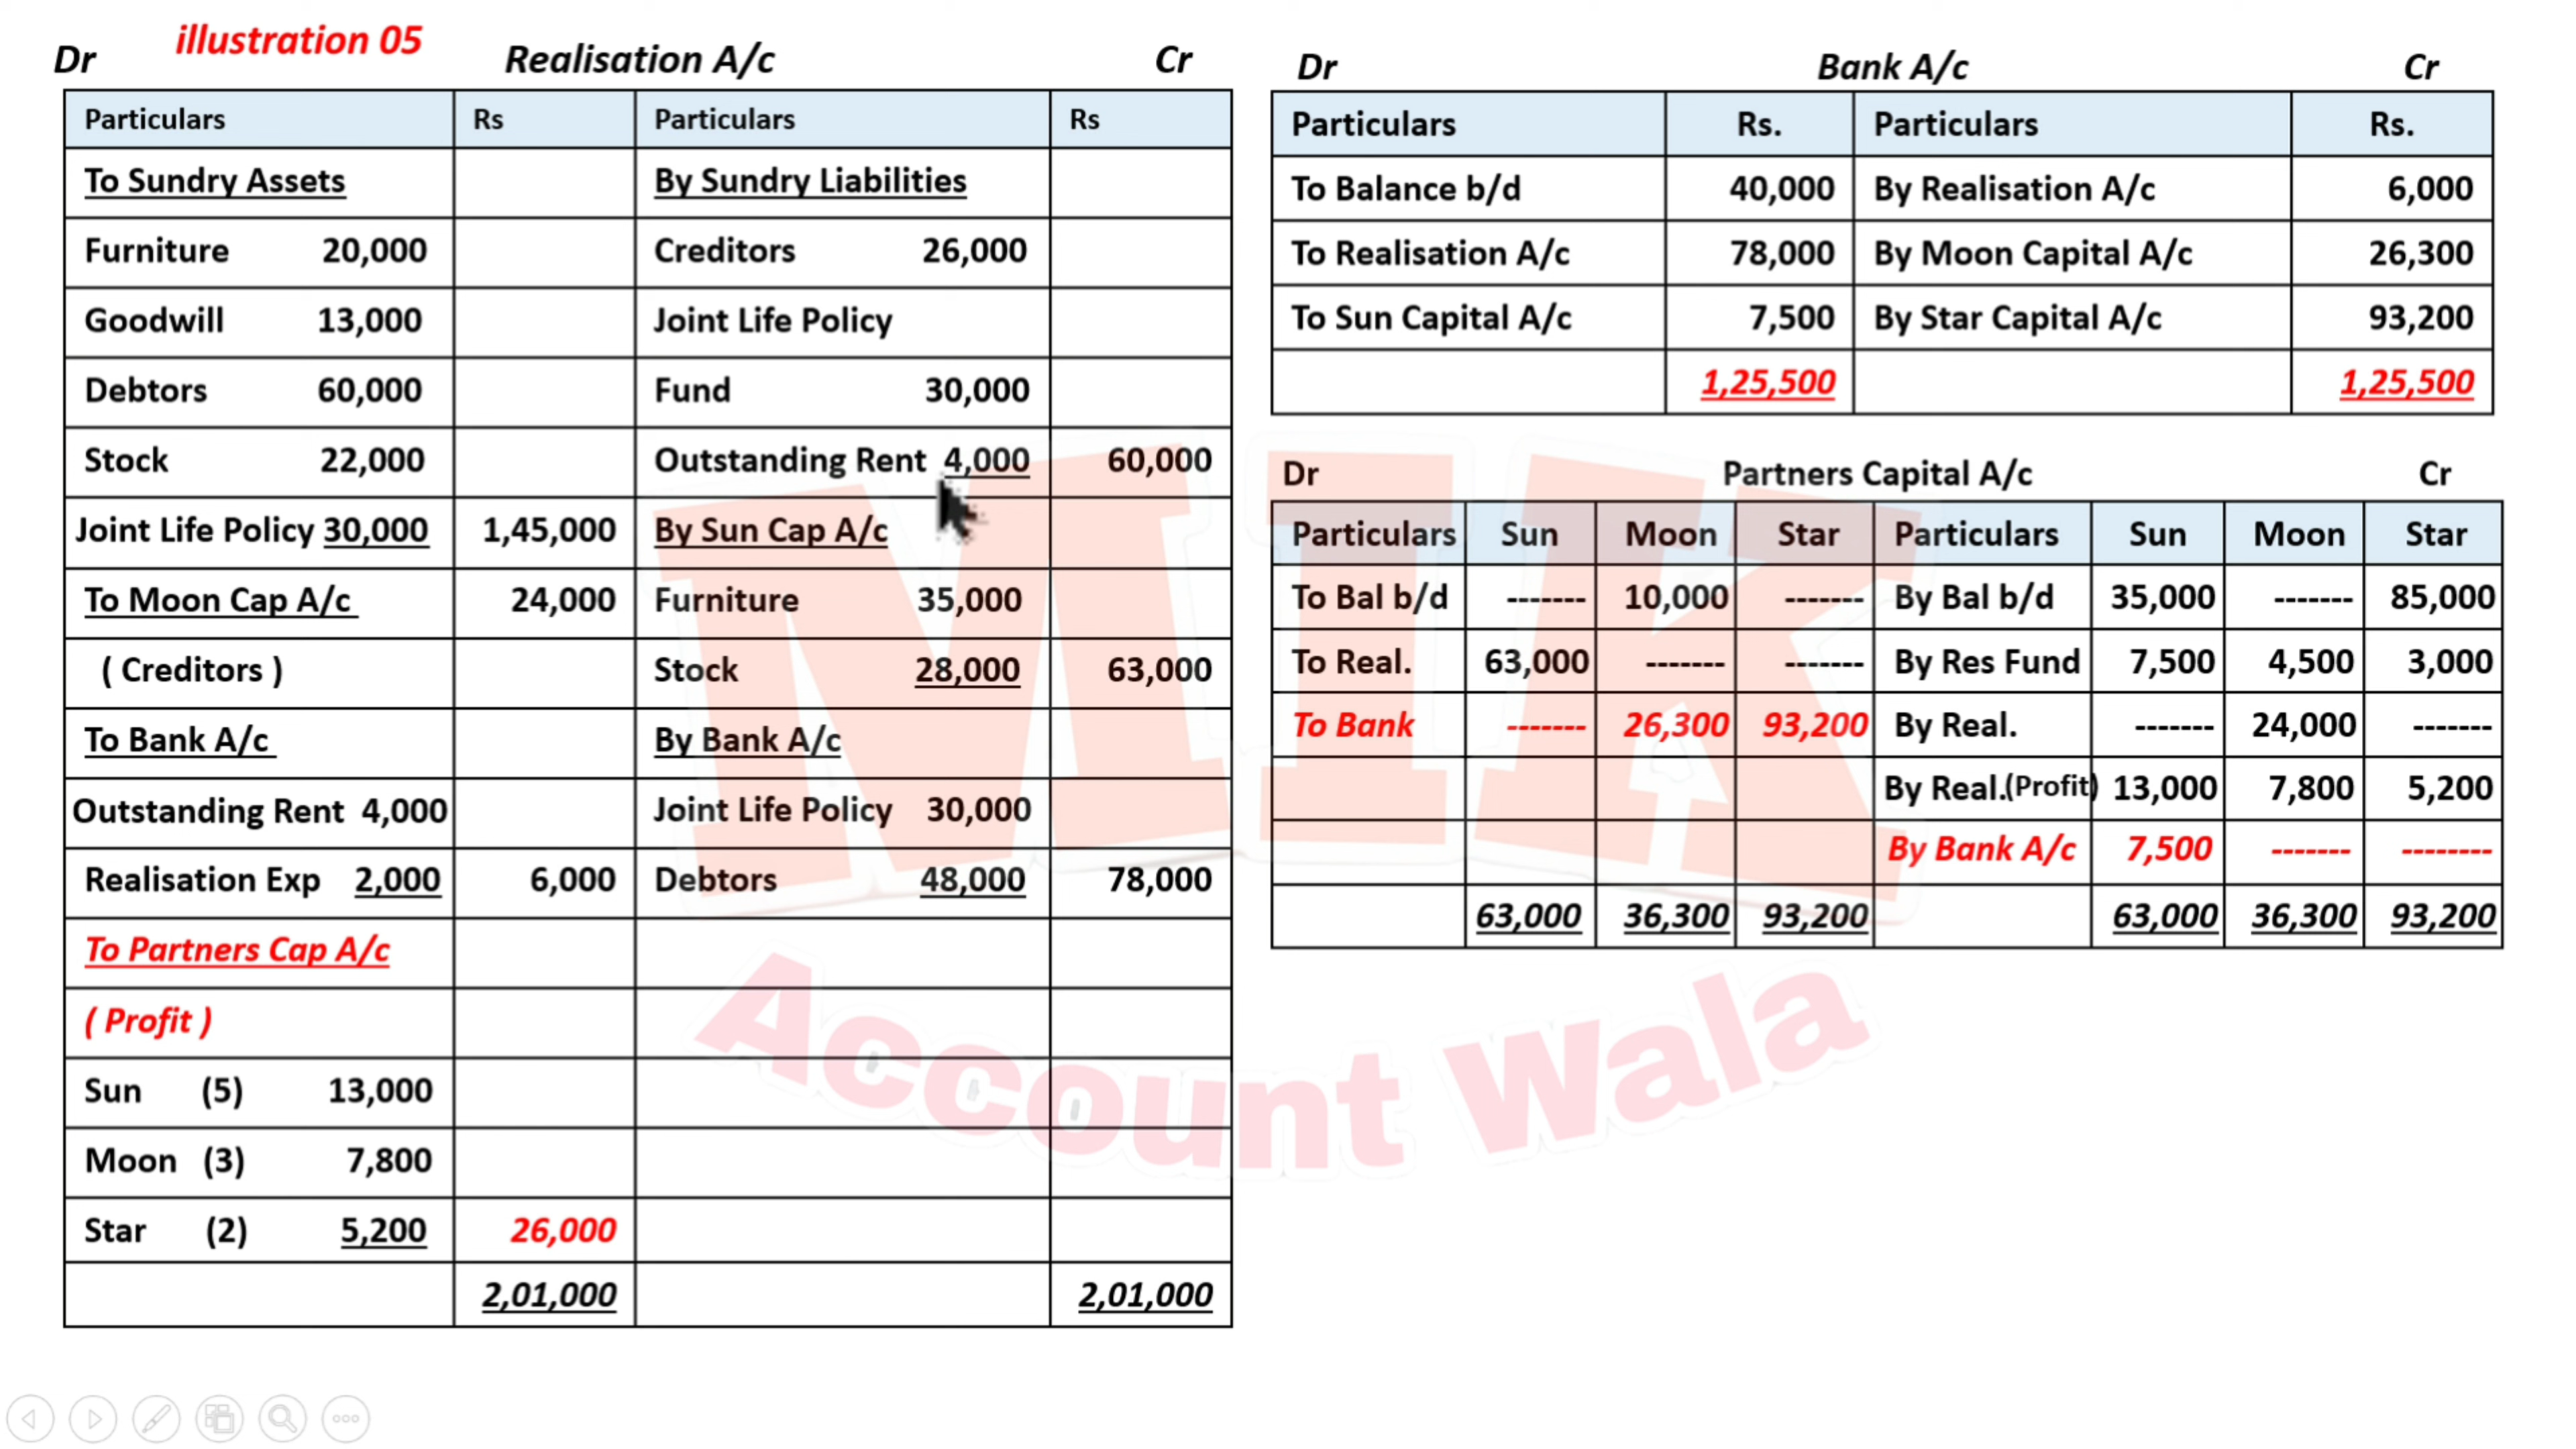 illustration 05
Dr Realisation A/c Cr
Particulars Rs Particulars Rs
To Sundry Assets By Sundry Liabilities
Furniture 20,000 Creditors 26,000
Goodwill 13,000 Joint Life Policy
Debtors 60,000 Fund 30,000
Stock 22,000 Outstanding Rent 4,000 60,000
Joint Life Policy 30,000 1,45,000 By Sun Cap A/c
To Moon Cap A/c 24,000 Furniture 35,000
( Creditors ) Stock 28,000 63,000
To Bank A/c By Bank A/c
Outstanding Rent 4,000 Joint Life Policy 30,000
Realisation Exp 2,000 6,000 Debtors 48,000 78,000
To Partners Cap A/c
( Profit )
Sun (5) 13,000
Moon (3) 7,800
Star (2) 5,200 26,000
2,01,000 2,01,000
Dr Bank A/c Cr
Particulars Rs. Particulars Rs.
To Balance b/d 40,000 By Realisation A/c 6,000
To Realisation A/c 78,000 By Moon Capital A/c 26,300
To Sun Capital A/c 7,500 By Star Capital A/c 93,200
1,25,500 1,25,500
Dr Partners Capital A/c Cr
Particulars Sun Moon Star Particulars Sun Moon Star
To Bal b/d ------- 10,000 ------- By Bal b/d 35,000 ------- 85,000
To Real. 63,000 ------- ------- By Res Fund 7,500 4,500 3,000
To Bank ------- 26,300 93,200 By Real. ------- 24,000 -------
By Real.(Profit) 13,000 7,800 5,200
By Bank A/c 7,500 ------- --------
63,000 36,300 93,200 63,000 36,300 93,200
MIK
Account Wala